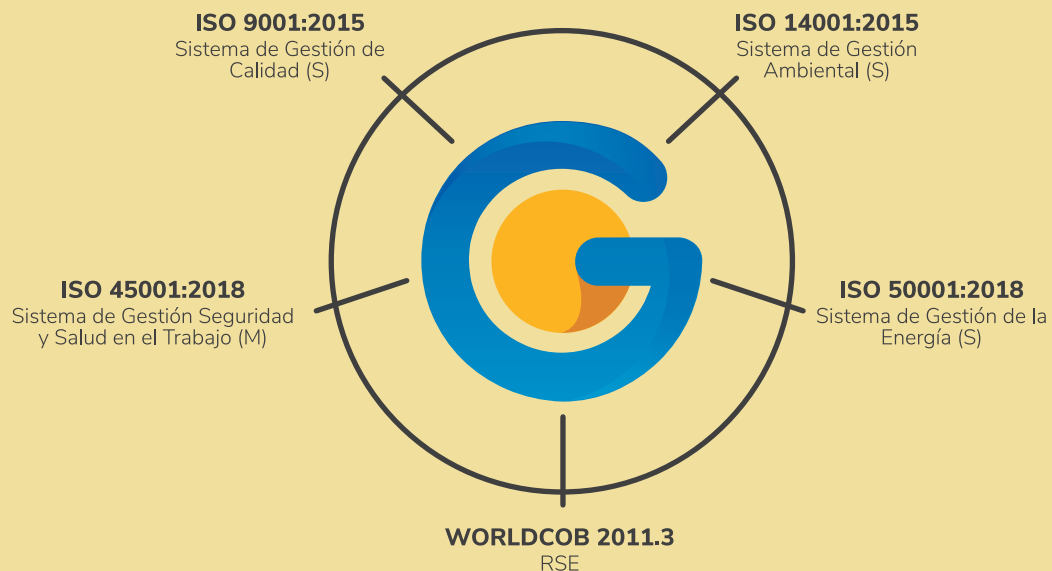 ISO 9001:2015
Sistema de Gestión de
Calidad (S)
ISO 14001:2015
Sistema de Gestión
Ambiental (S)
ISO 45001:2018
Sistema de Gestión Seguridad
y Salud en el Trabajo (M)
ISO 50001:2018
Sistema de Gestión de la
Energía (S)
WORLDCOB 2011.3
RSE